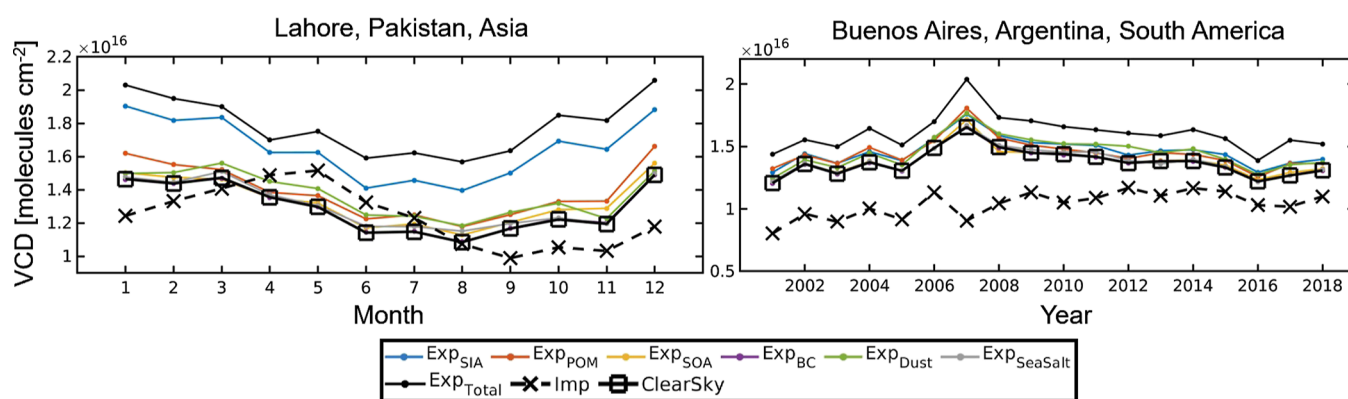 Lahore, Pakistan, Asia
×10^16
VCD [molecules cm^-2]
2.2
2
1.8
1.6
1.4
1.2
1
1 2 3 4 5 6 7 8 9 10 11 12
Month
Buenos Aires, Argentina, South America
×10^16
2
1.5
1
0.5
2002 2004 2006 2008 2010 2012 2014 2016 2018
Year
Exp_SIA Exp_POM Exp_SOA Exp_BC Exp_Dust Exp_SeaSalt
Exp_Total Imp ClearSky